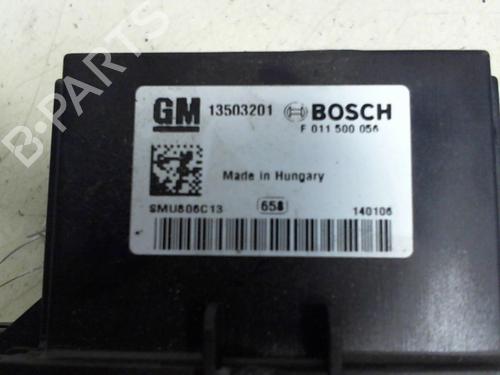 B-PARTS
GM 13503201 BOSCH
F 011 500 056
Made in Hungary
SMU806C13 658 140106